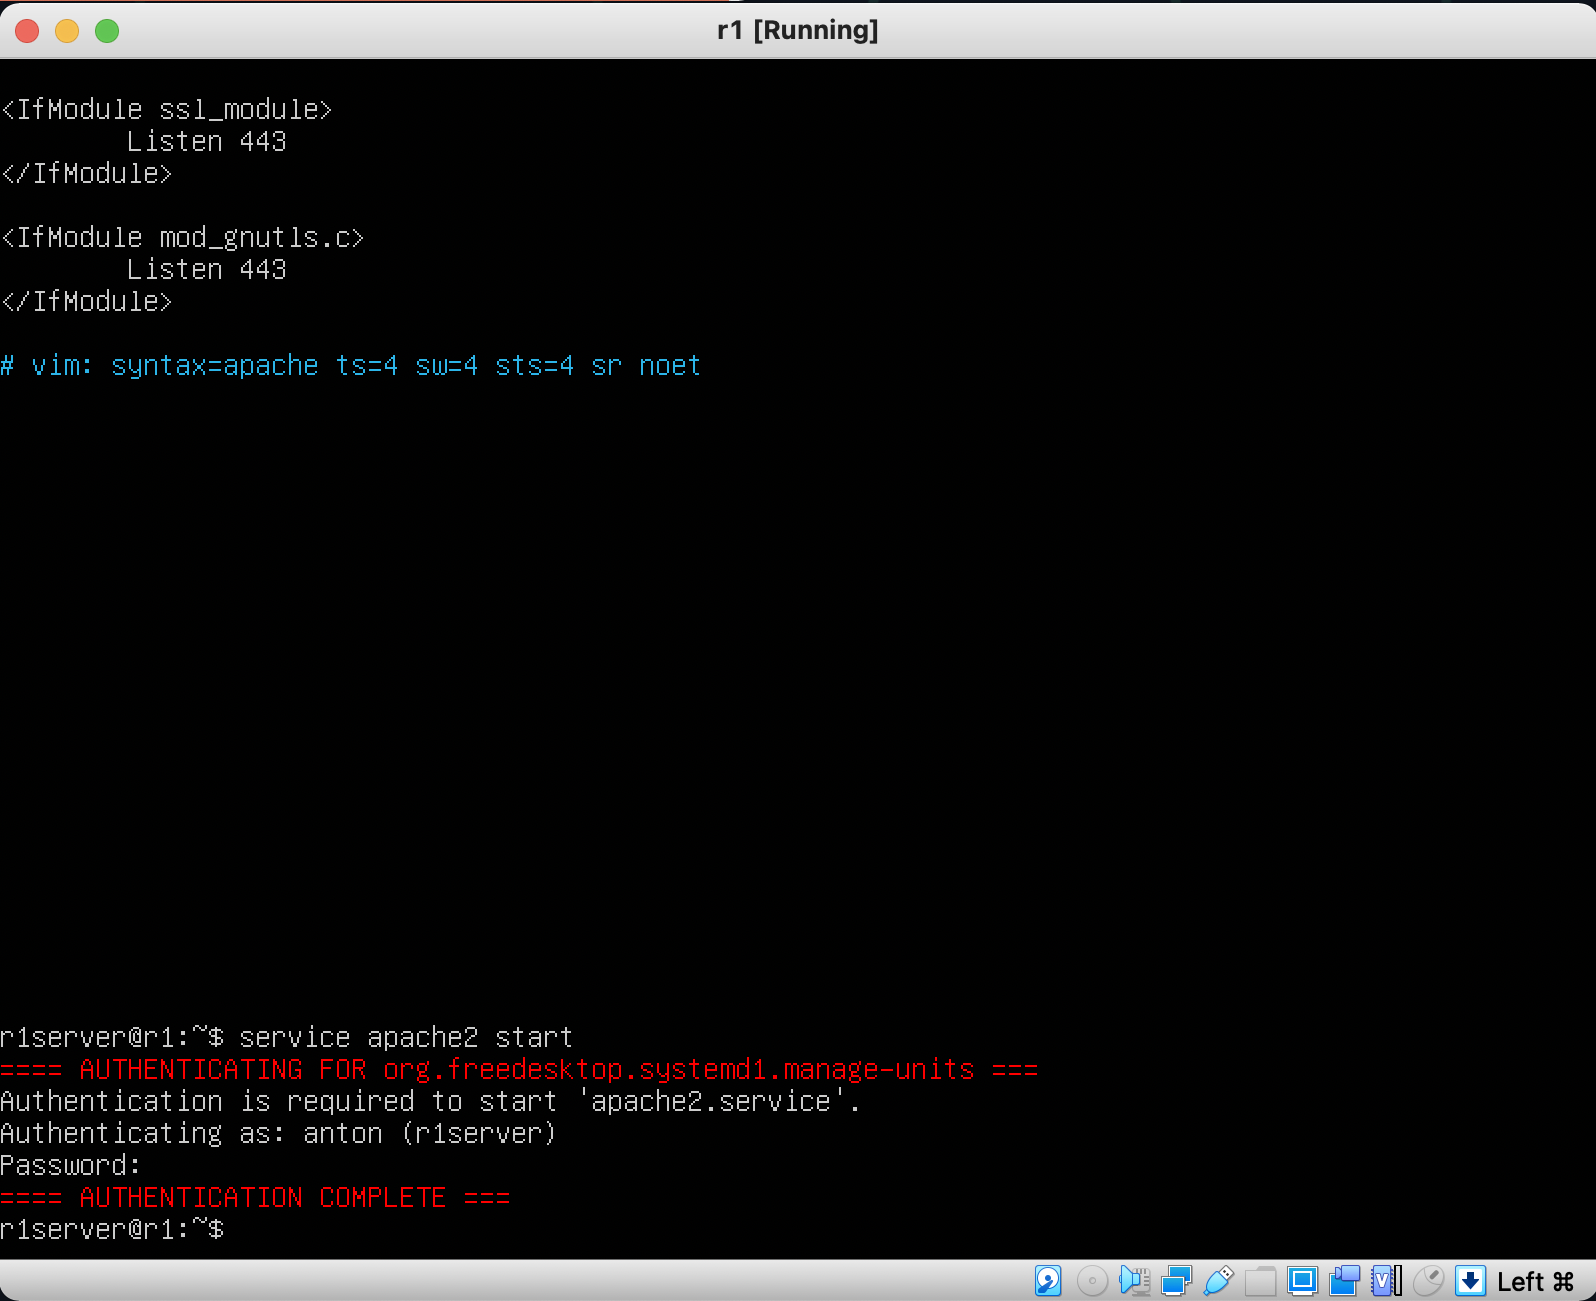 r1 [Running]
<IfModule ssl_module>
        Listen 443
</IfModule>
<IfModule mod_gnutls.c>
        Listen 443
</IfModule>
# vim: syntax=apache ts=4 sw=4 sts=4 sr noet
r1server@r1:~$ service apache2 start
==== AUTHENTICATING FOR org.freedesktop.systemd1.manage-units ===
Authentication is required to start 'apache2.service'.
Authenticating as: anton (r1server)
Password:
==== AUTHENTICATION COMPLETE ===
r1server@r1:~$
Left ⌘